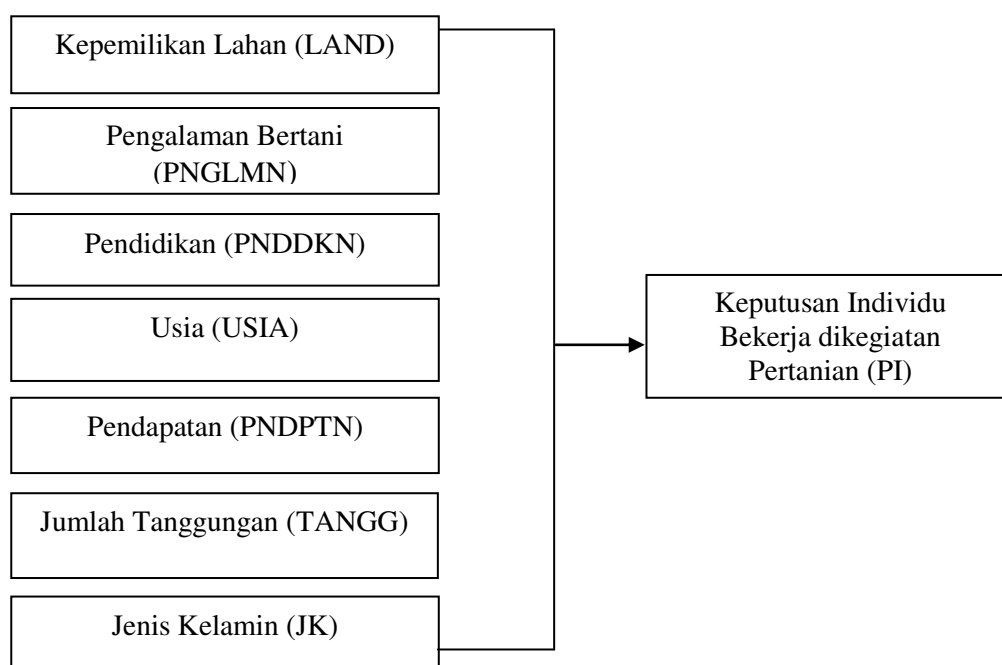 Kepemilikan Lahan (LAND)
Pengalaman Bertani
(PNGLMN)
Pendidikan (PNDDKN)
Usia (USIA)
Pendapatan (PNDPTN)
Jumlah Tanggungan (TANGG)
Jenis Kelamin (JK)
Keputusan Individu
Bekerja dikegiatan
Pertanian (PI)